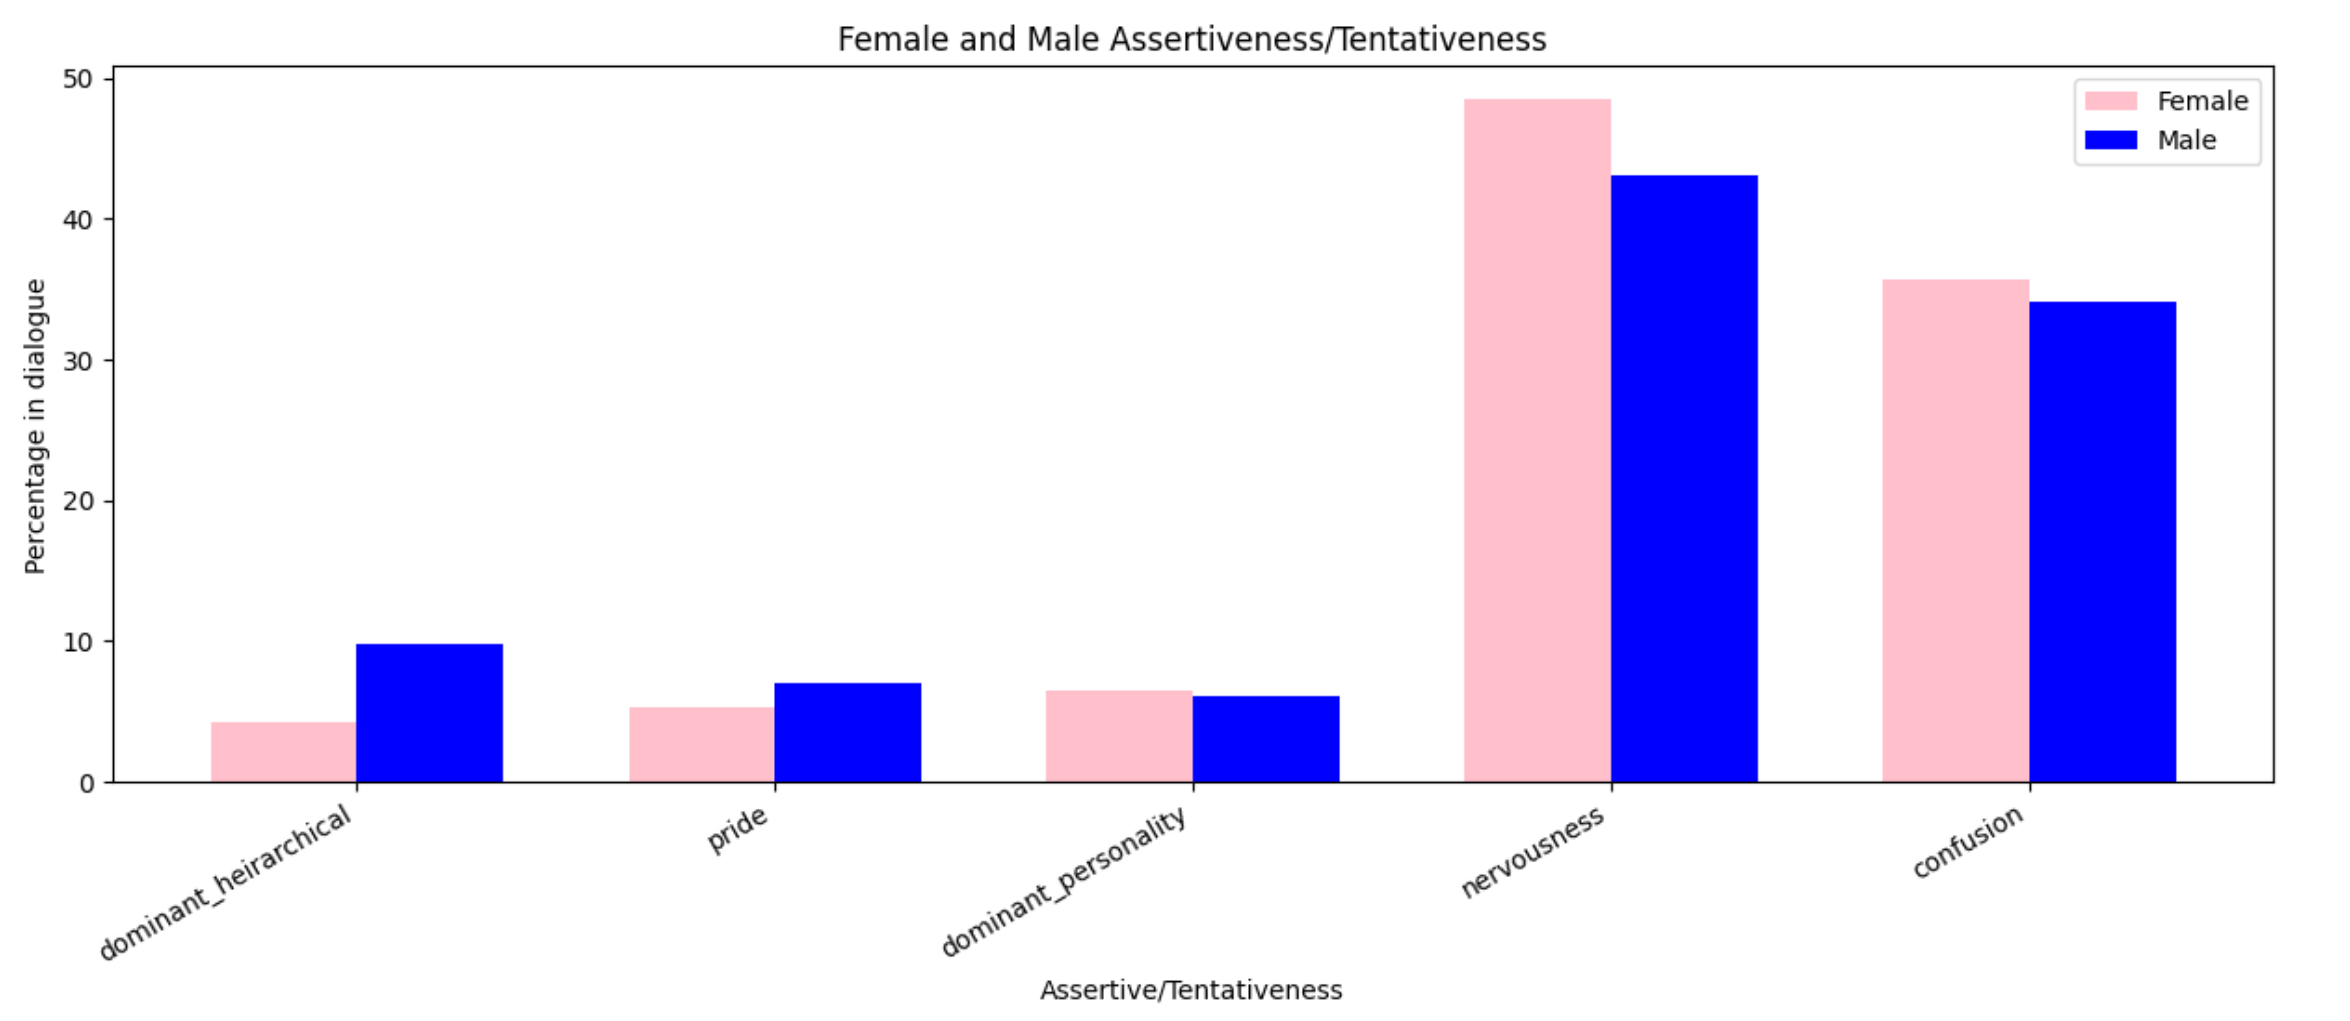 Female and Male Assertiveness/Tentativeness
Female
Male
Percentage in dialogue
50
40
30
20
10
0
dominant_heirarchical
pride
dominant_personality
nervousness
confusion
Assertive/Tentativeness